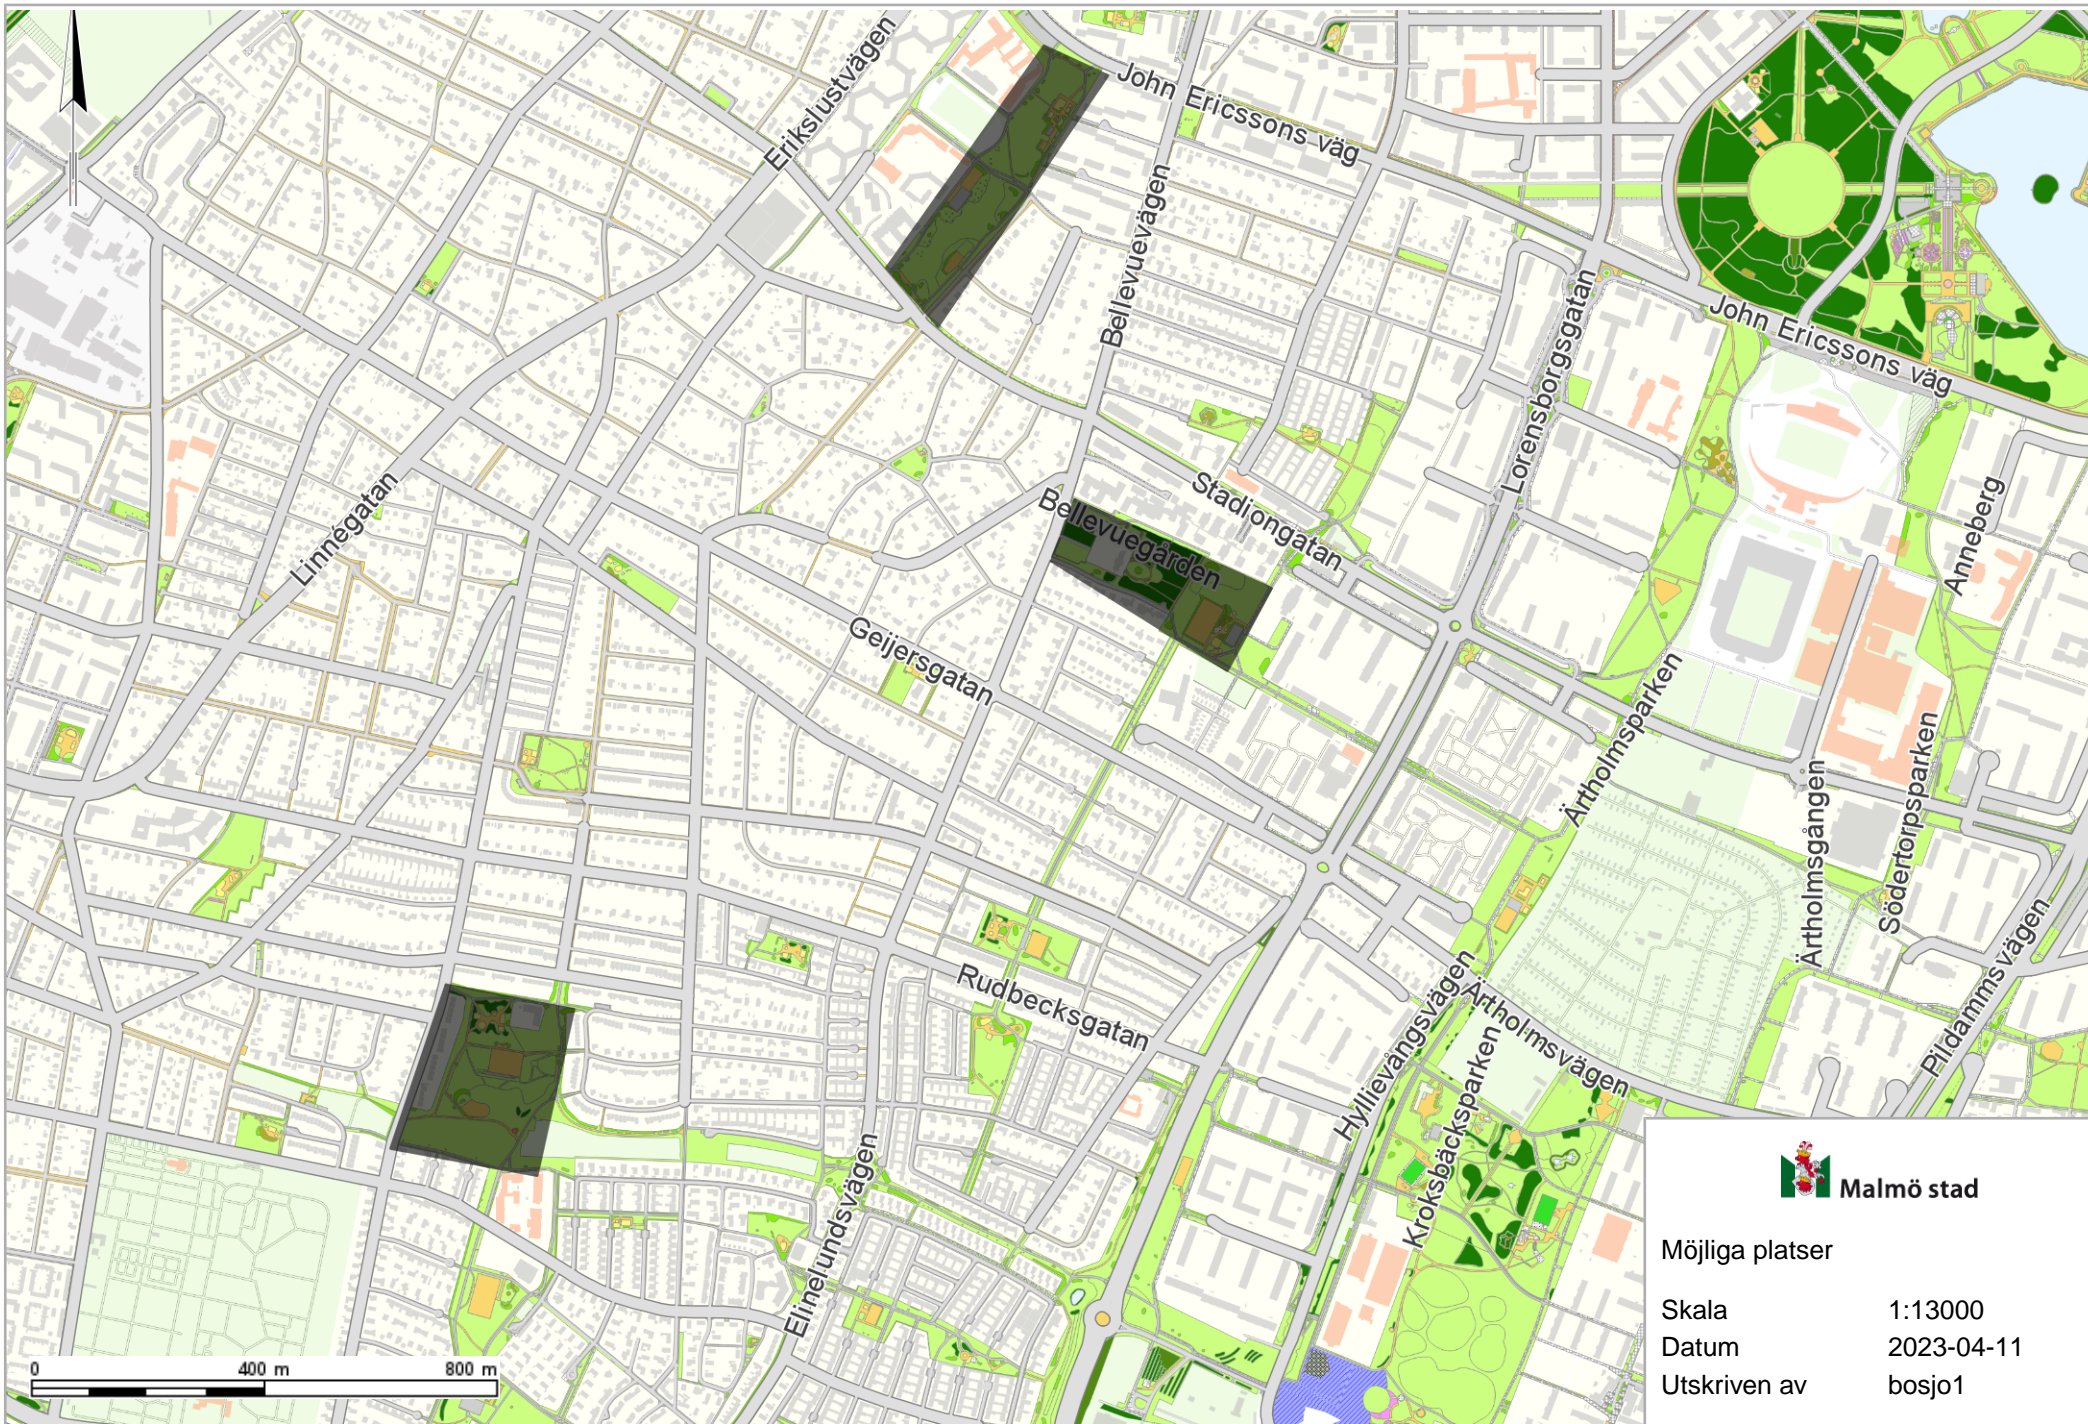 Erikslustvägen
John Ericssons väg
Bellevuevägen
Lorensborgsgatan
John Ericssons väg
Linnégatan
Stadiongatan
Bellevuegården
Anneberg
Geijersgatan
Ärtholmsparken
Södertorpsparken
Ärtholmsgången
Rudbecksgatan
Hyllievångsvägen
Ärtholmsvägen
Kroksbäcksparken
Pildammsvägen
Elinelundsvägen
0 400 m 800 m
Malmö stad
Möjliga platser
Skala 1:13000
Datum 2023-04-11
Utskriven av bosjo1